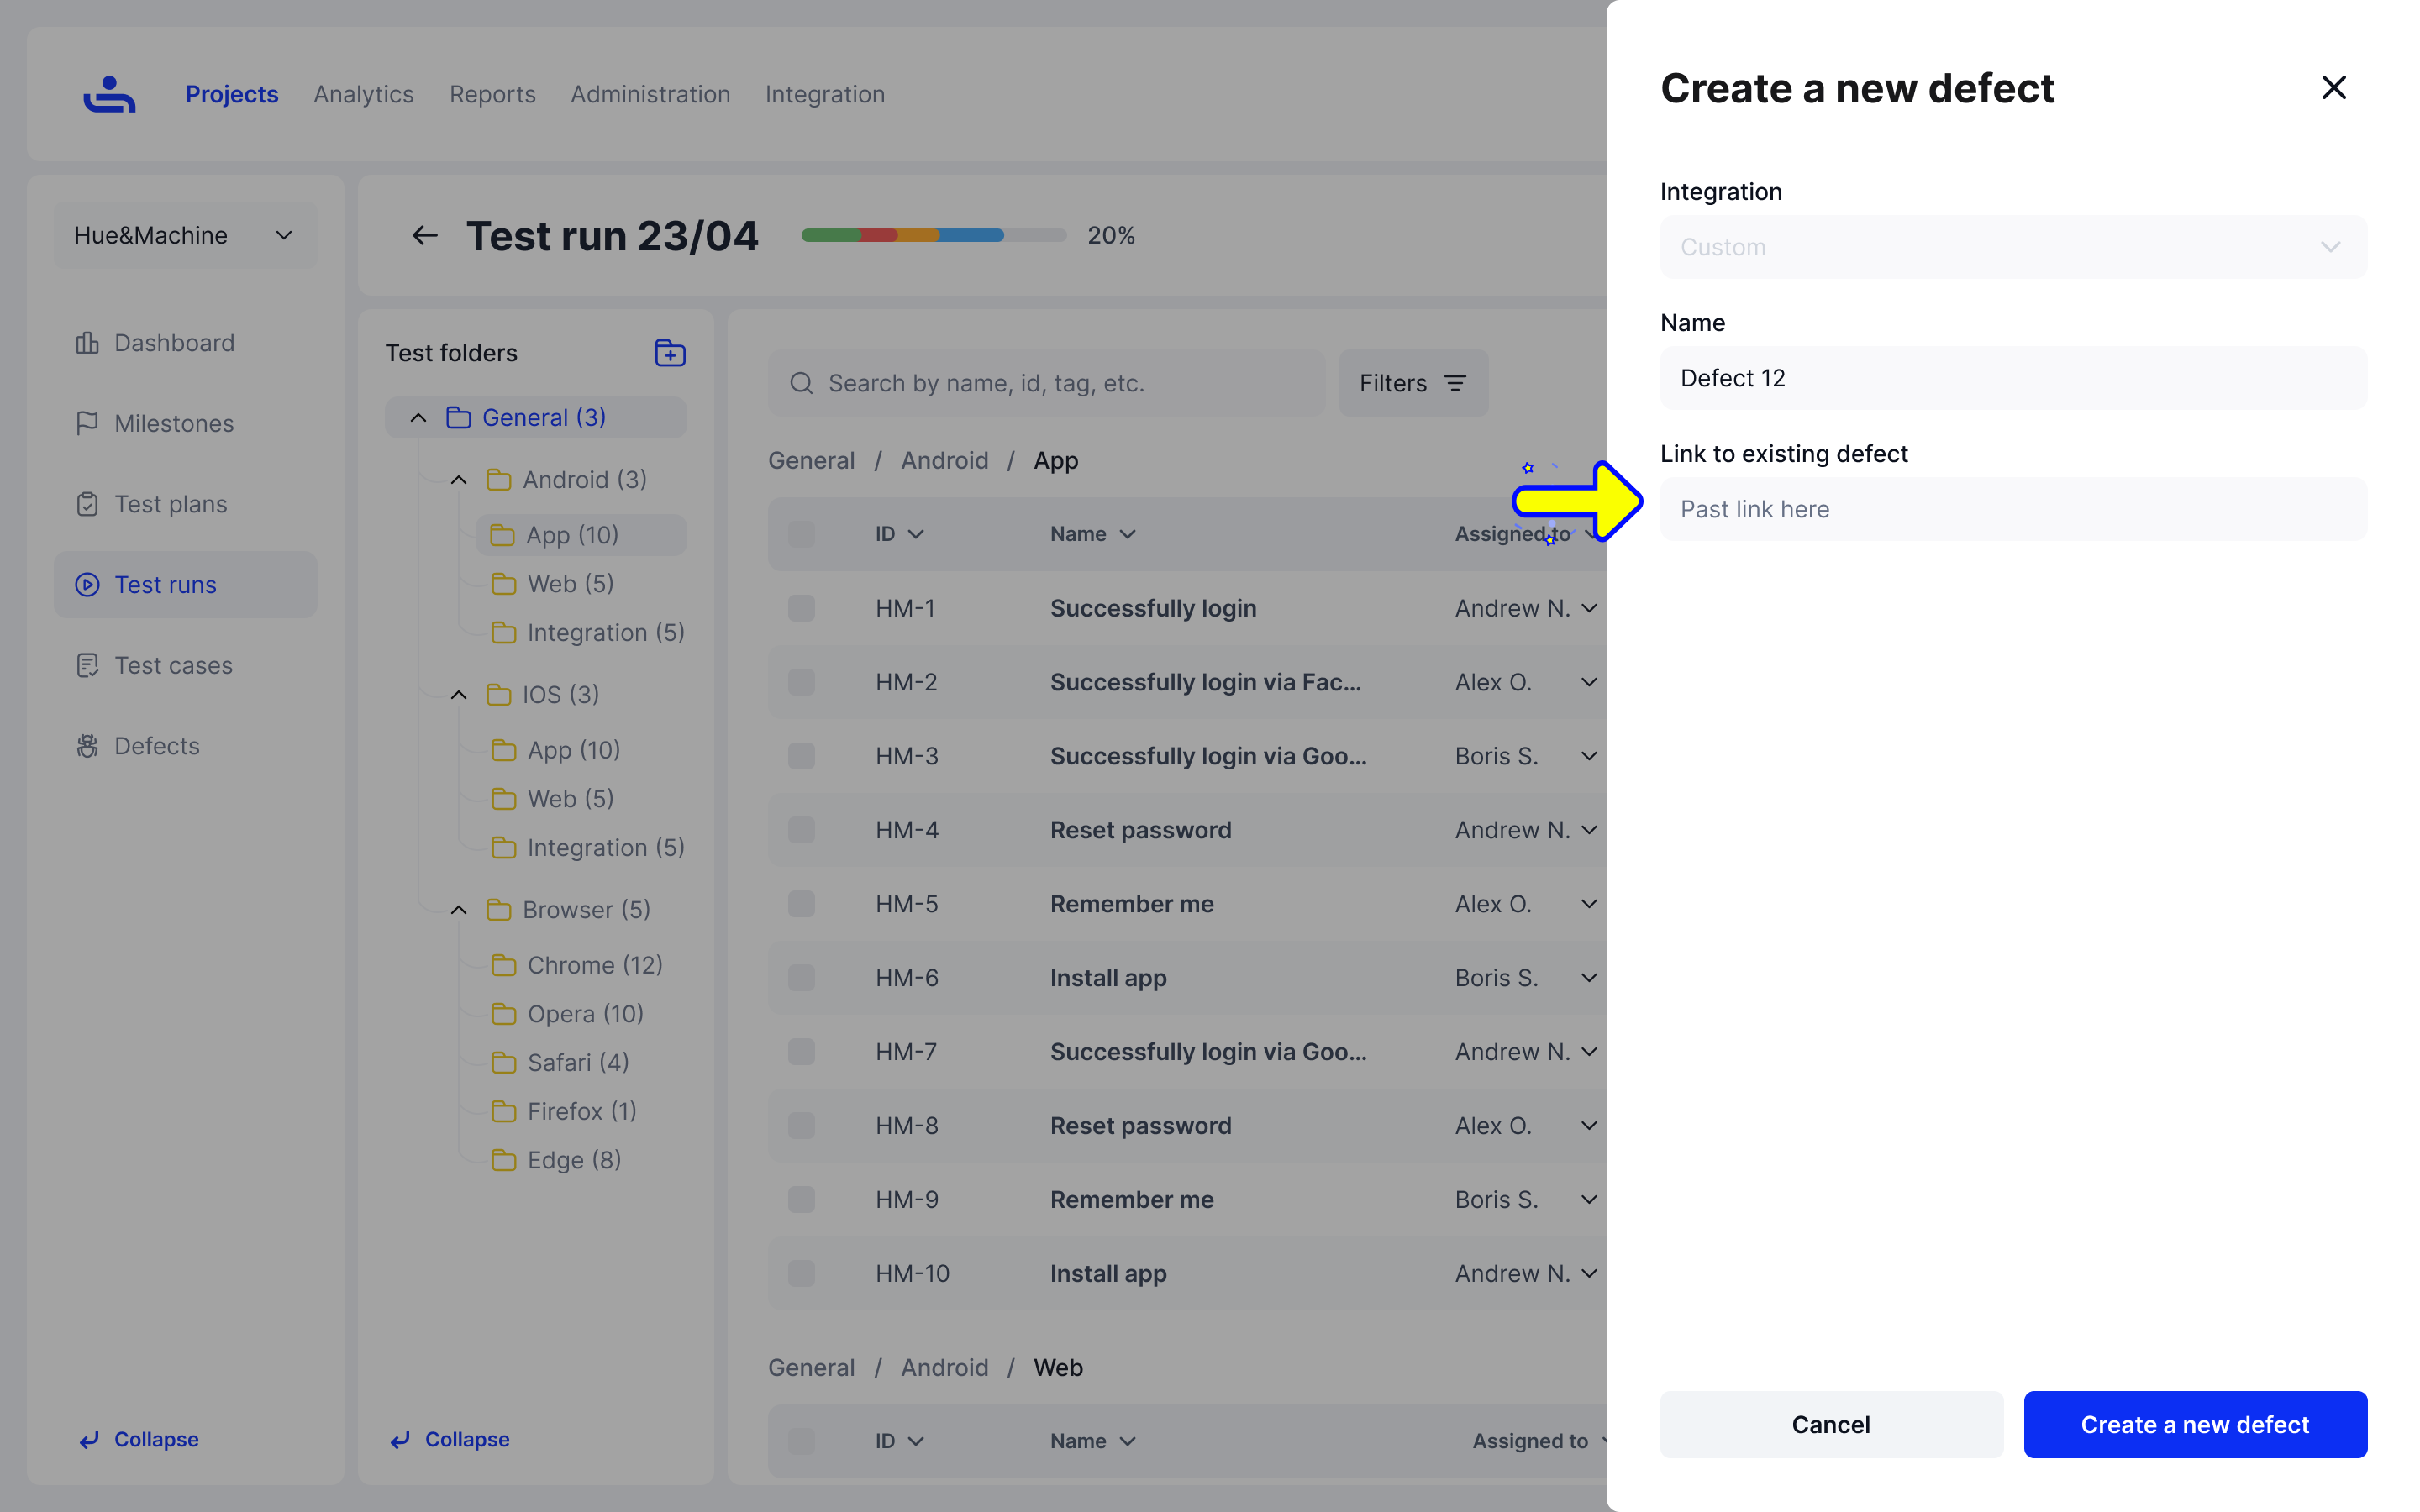 Projects Analytics Reports Administration Integration
Hue&Machine
Dashboard
Milestones
Test plans
Test runs
Test cases
Defects
Collapse
Test run 23/04 20%
Test folders
General (3)
Android (3)
App (10)
Web (5)
Integration (5)
IOS (3)
App (10)
Web (5)
Integration (5)
Browser (5)
Chrome (12)
Opera (10)
Safari (4)
Firefox (1)
Edge (8)
Collapse
Search by name, id, tag, etc. Filters
General / Android / App
ID Name Assigned to
HM-1 Successfully login Andrew N.
HM-2 Successfully login via Fac... Alex O.
HM-3 Successfully login via Goo... Boris S.
HM-4 Reset password Andrew N.
HM-5 Remember me Alex O.
HM-6 Install app Boris S.
HM-7 Successfully login via Goo... Andrew N.
HM-8 Reset password Alex O.
HM-9 Remember me Boris S.
HM-10 Install app Andrew N.
General / Android / Web
ID Name Assigned to
Create a new defect
Integration
Custom
Name
Defect 12
Link to existing defect
Past link here
Cancel Create a new defect